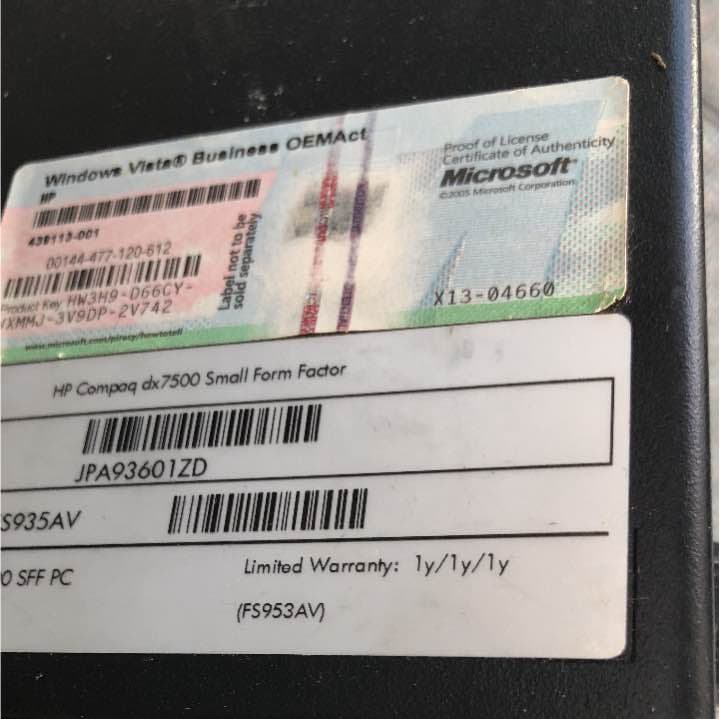 Windows Vista® Business OEMAct
HP
438113-001
00144-477-120-612
Product Key HW3H9-D66CY-
XMMJ-3V9DP-2V742
www.microsoft.com/piracy/howtotell
Label not to be
sold separately
Proof of License
Certificate of Authenticity
Microsoft®
©2005 Microsoft Corporation
X13-04660
HP Compaq dx7500 Small Form Factor
JPA93601ZD
S935AV
0 SFF PC
Limited Warranty: 1y/1y/1y
(FS953AV)